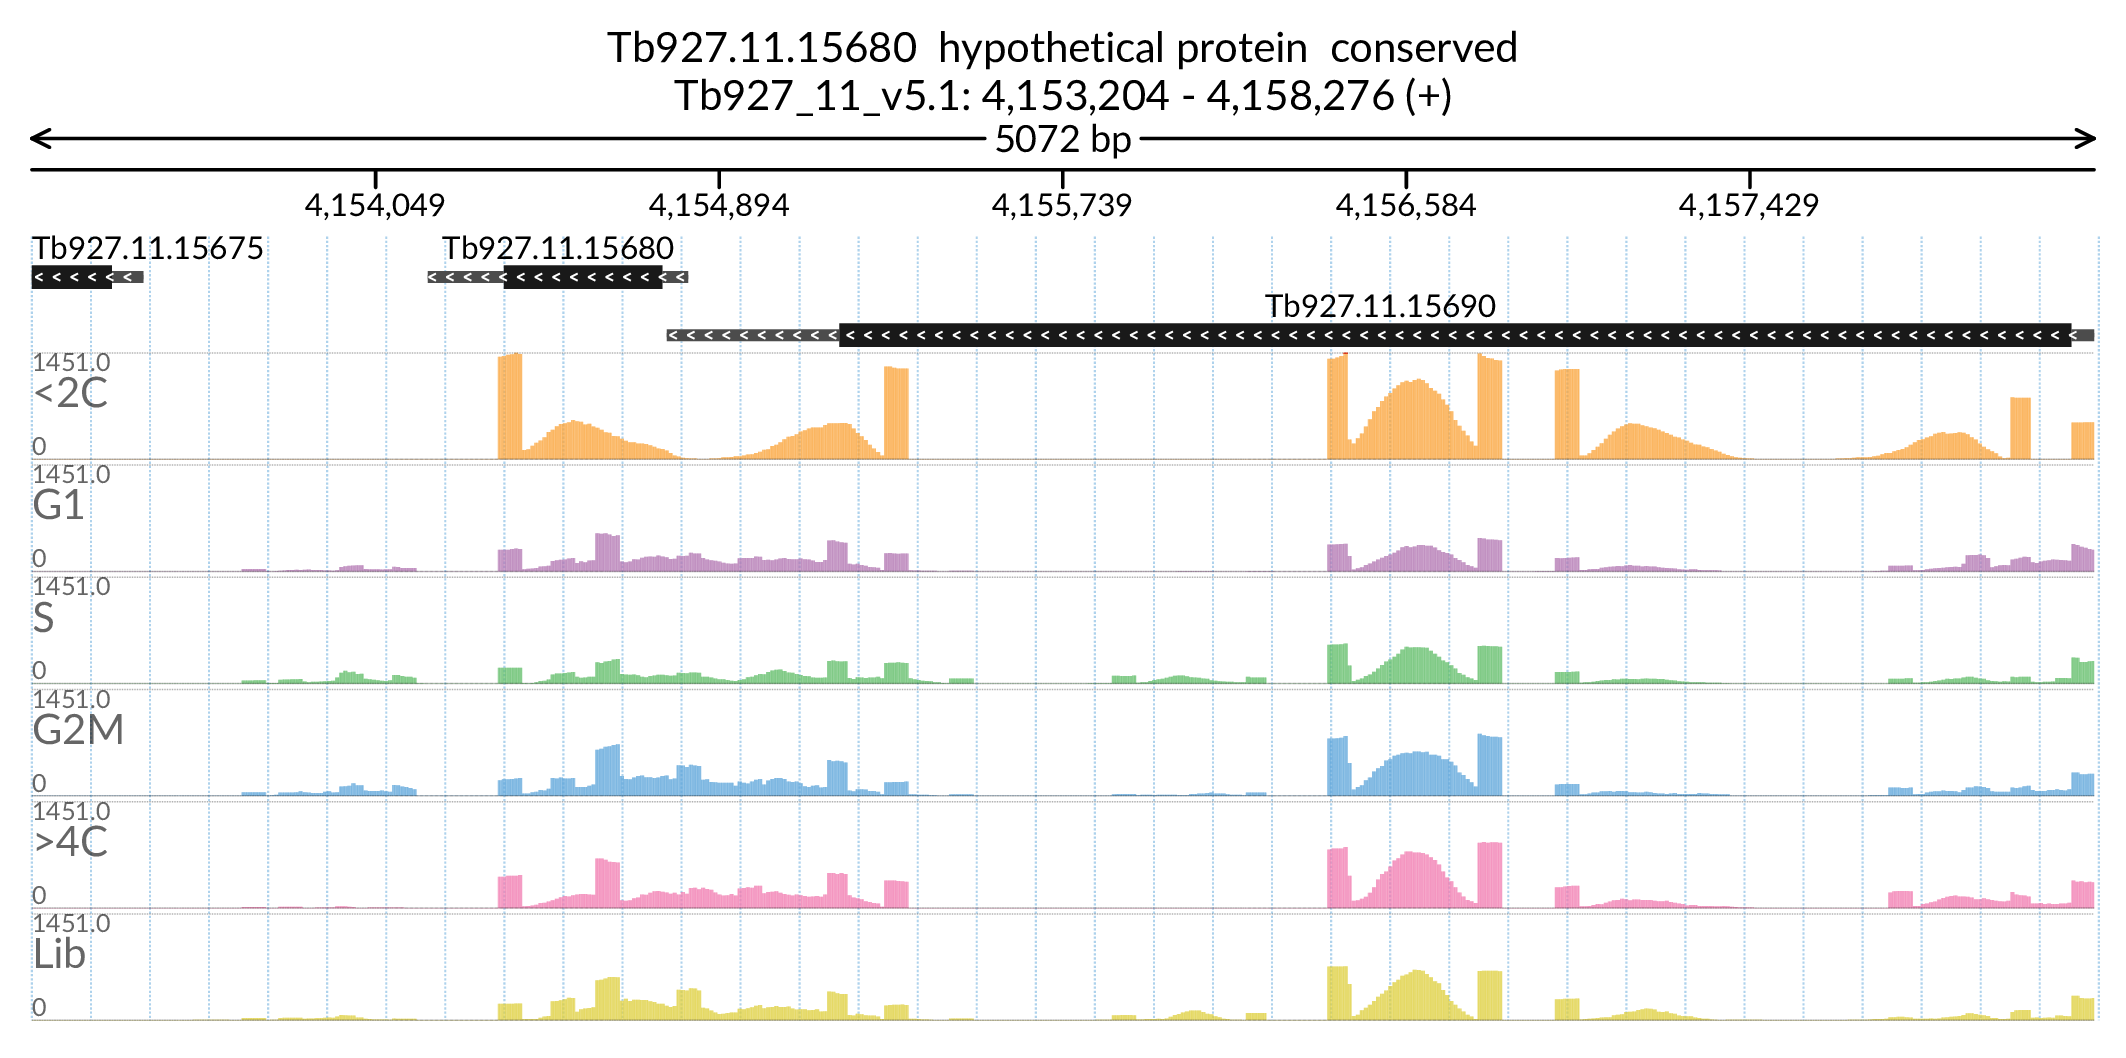 Tb927.11.15680 hypothetical protein conserved
Tb927_11_v5.1: 4,153,204 - 4,158,276 (+)
5072 bp
4,154,049 4,154,894 4,155,739 4,156,584 4,157,429
Tb927.11.15675 Tb927.11.15680
Tb927.11.15690
1451.0
<2C
0
1451.0
G1
0
1451.0
S
0
1451.0
G2M
0
1451.0
>4C
0
1451.0
Lib
0